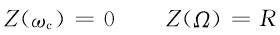 Z(ω_c) = 0    Z(Ω) = R